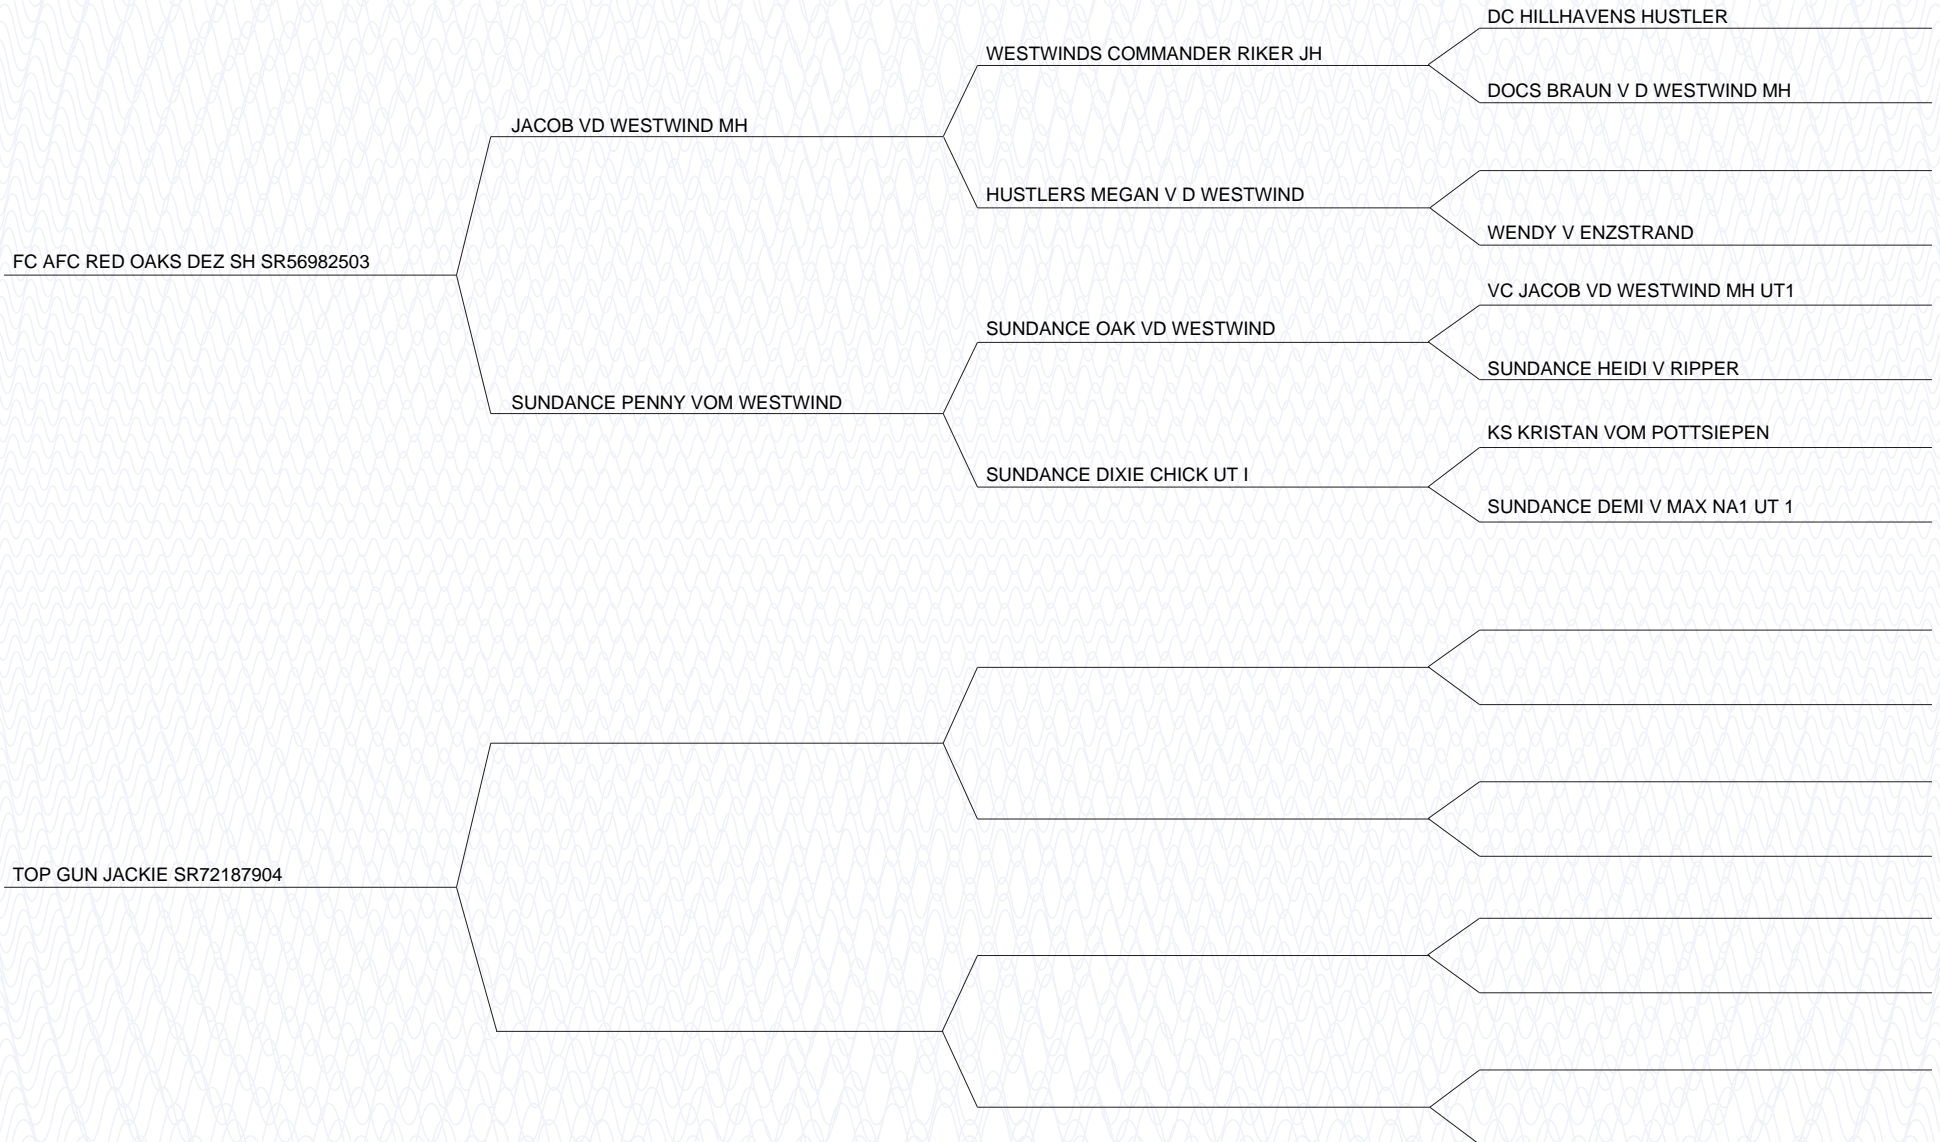 DC HILLHAVENS HUSTLER
WESTWINDS COMMANDER RIKER JH
DOCS BRAUN V D WESTWIND MH
JACOB VD WESTWIND MH
HUSTLERS MEGAN V D WESTWIND
WENDY V ENZSTRAND
FC AFC RED OAKS DEZ SH SR56982503
VC JACOB VD WESTWIND MH UT1
SUNDANCE OAK VD WESTWIND
SUNDANCE HEIDI V RIPPER
SUNDANCE PENNY VOM WESTWIND
KS KRISTAN VOM POTTSIEPEN
SUNDANCE DIXIE CHICK UT I
SUNDANCE DEMI V MAX NA1 UT 1
TOP GUN JACKIE SR72187904